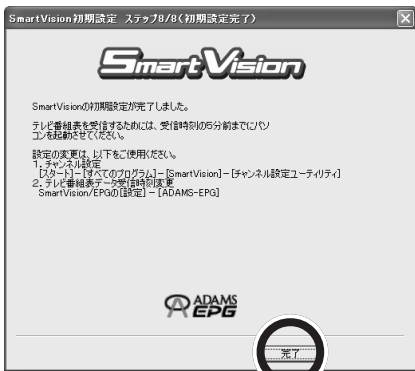 SmartVision初期設定 ステップ8/8(初期設定完了)
SmartVision
SmartVisionの初期設定が完了しました。
テレビ番組表を受信するためには、受信時刻の5分前までにパソ
コンを起動させてください。
設定の変更は、以下をご使用ください。
1. チャンネル設定
[スタート]-[すべてのプログラム]-[SmartVision]-[チャンネル設定ユーティリティ]
2. テレビ番組表データ受信時刻変更
SmartVision/EPGの[設定]-[ADAMS-EPG]
ADAMS
EPG
完了